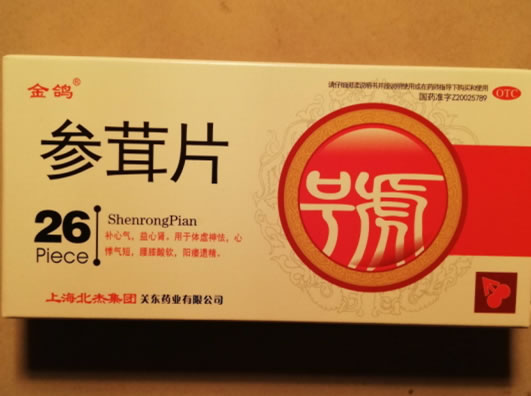 金鸽®
请仔细阅读说明书并按说明使用或在药师指导下购买和使用
国药准字Z20025789
OTC
参茸片
號
26
Piece
ShenrongPian
补心气，益心肾。用于体虚神怯，心
悸气短，腰膝酸软，阳痿遗精。
上海北杰集团 关东药业有限公司